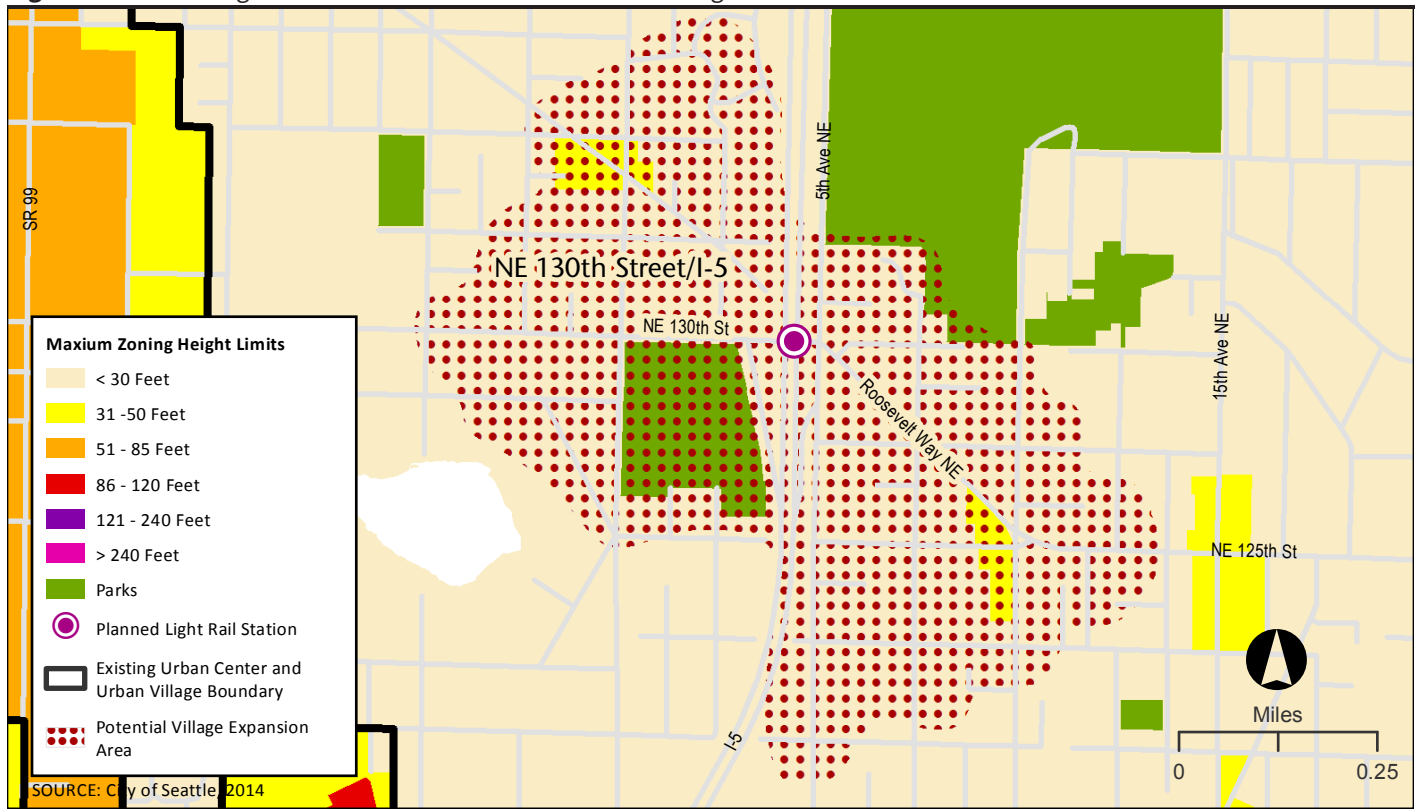 SR 99
5th Ave NE
NE 130th Street/I-5
NE 130th St
Roosevelt Way NE
15th Ave NE
NE 125th St
I-5
Maxium Zoning Height Limits
< 30 Feet
31 -50 Feet
51 - 85 Feet
86 - 120 Feet
121 - 240 Feet
> 240 Feet
Parks
Planned Light Rail Station
Existing Urban Center and
Urban Village Boundary
Potential Village Expansion
Area
Miles
0 0.25
SOURCE: City of Seattle, 2014